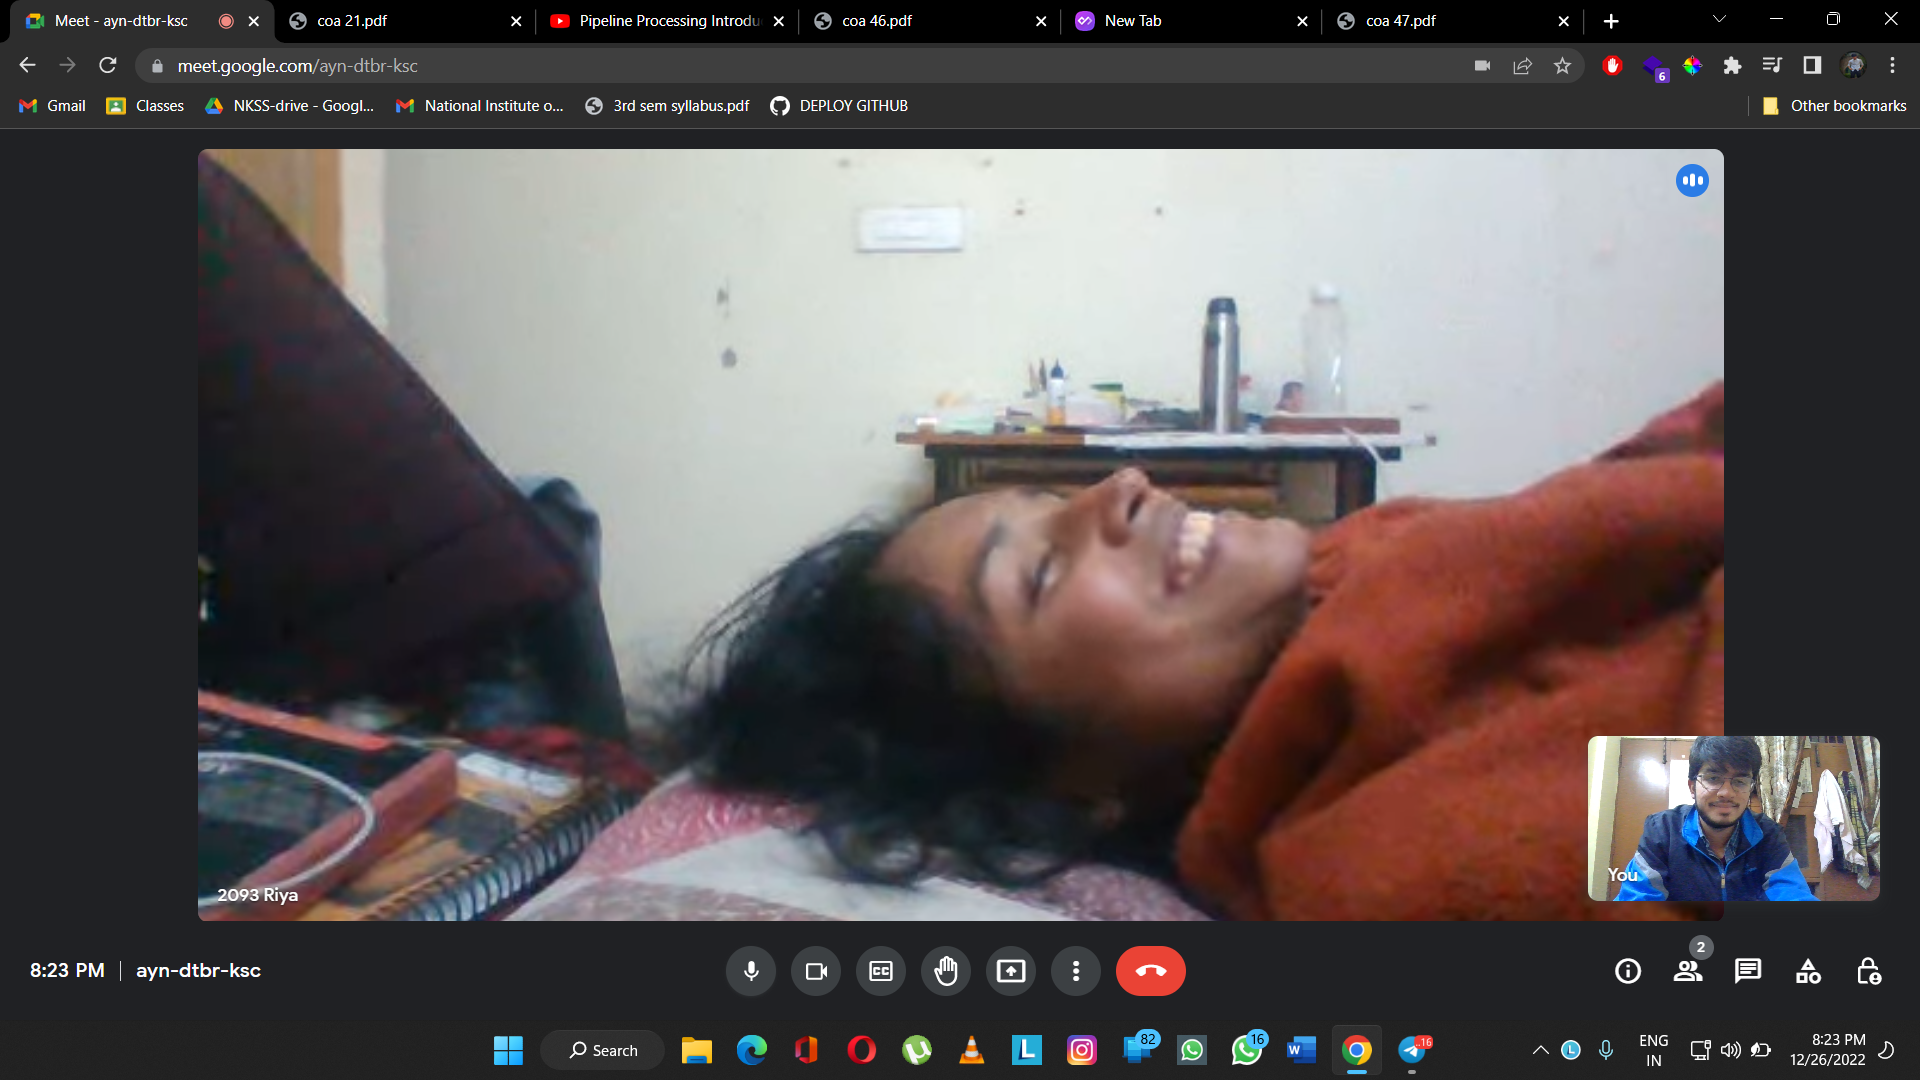 Meet - ayn-dtbr-ksc
coa 21.pdf
Pipeline Processing Introdu
coa 46.pdf
New Tab
coa 47.pdf
meet.google.com/ayn-dtbr-ksc
6
Gmail
Classes
NKSS-drive - Googl...
National Institute o...
3rd sem syllabus.pdf
DEPLOY GITHUB
Other bookmarks
You
2093 Riya
8:23 PM
ayn-dtbr-ksc
CC
2
Search
L
82
16
W
..16
L
ENG
IN
8:23 PM
12/26/2022